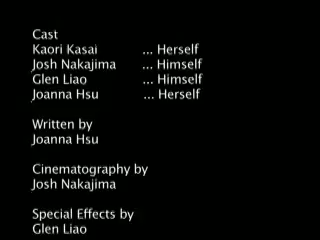 Cast
Kaori Kasai ... Herself
Josh Nakajima ... Himself
Glen Liao ... Himself
Joanna Hsu ... Herself
Written by
Joanna Hsu
Cinematography by
Josh Nakajima
Special Effects by
Glen Liao